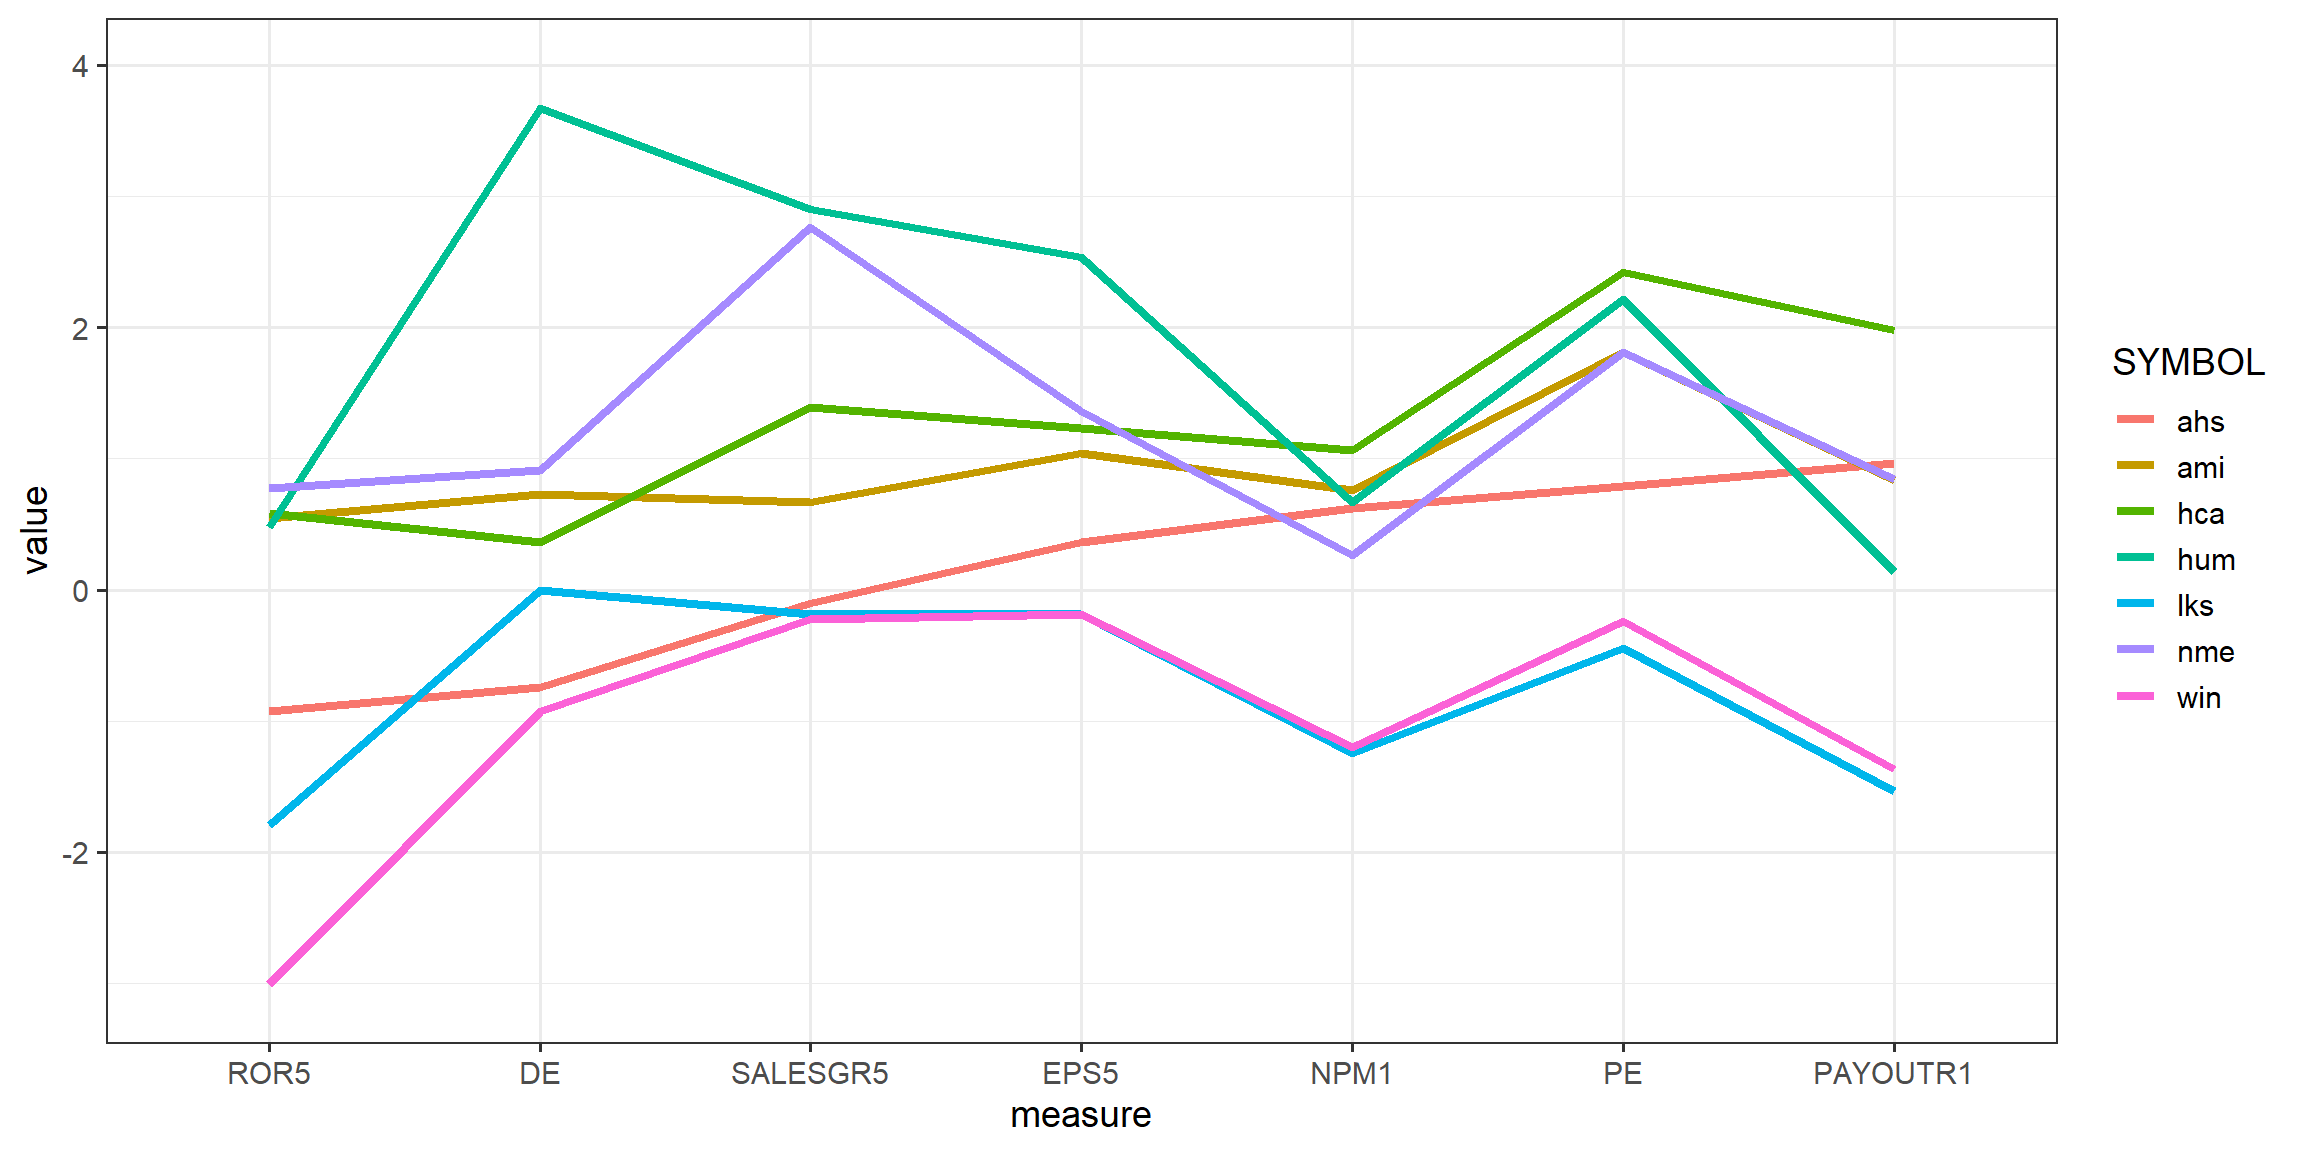 4
2
0
-2
value
ROR5 DE SALESGR5 EPS5 NPM1 PE PAYOUTR1
measure
SYMBOL
ahs
ami
hca
hum
lks
nme
win